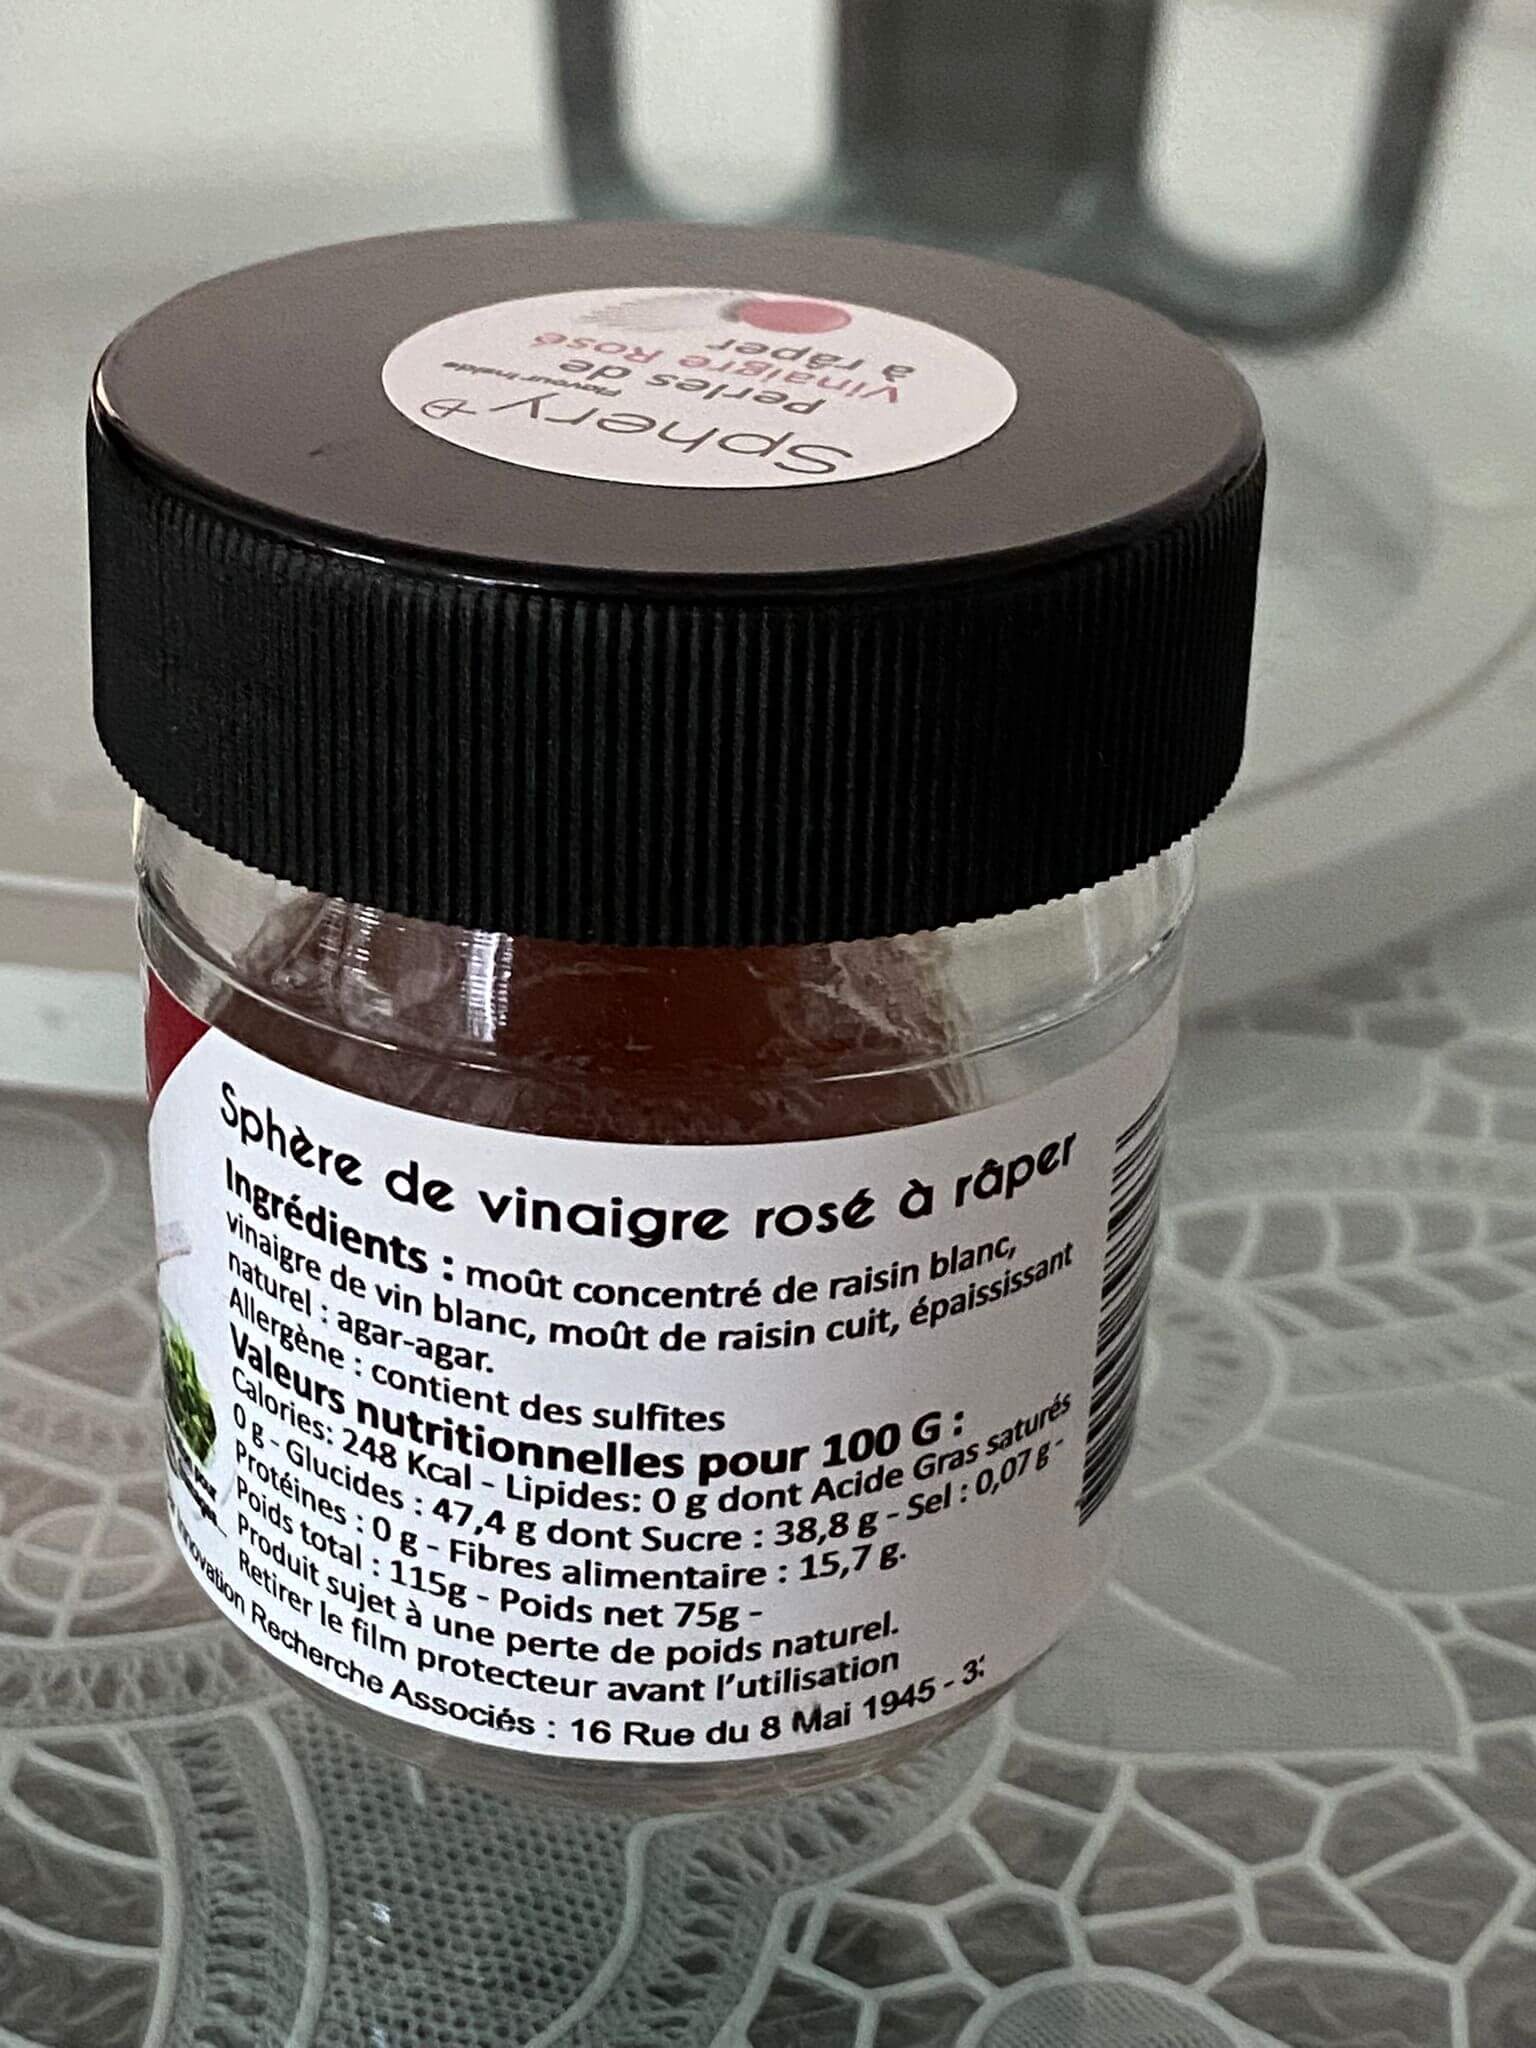 Sphery
Flavour Inside
perles de
Vinaigre Rosé
à râper
Sphère de vinaigre rosé à râper
Ingrédients : moût concentré de raisin blanc,
vinaigre de vin blanc, moût de raisin cuit, épaississant
naturel : agar-agar.
Allergène : contient des sulfites
Valeurs nutritionnelles pour 100 G :
Calories: 248 Kcal - Lipides: 0 g dont Acide Gras saturés
0 g - Glucides : 47,4 g dont Sucre : 38,8 g - Sel : 0,07 g -
Protéines : 0 g - Fibres alimentaire : 15,7 g.
Poids total : 115g - Poids net 75g -
Produit sujet à une perte de poids naturel.
Retirer le film protecteur avant l'utilisation
Innovation Recherche Associés : 16 Rue du 8 Mai 1945 -